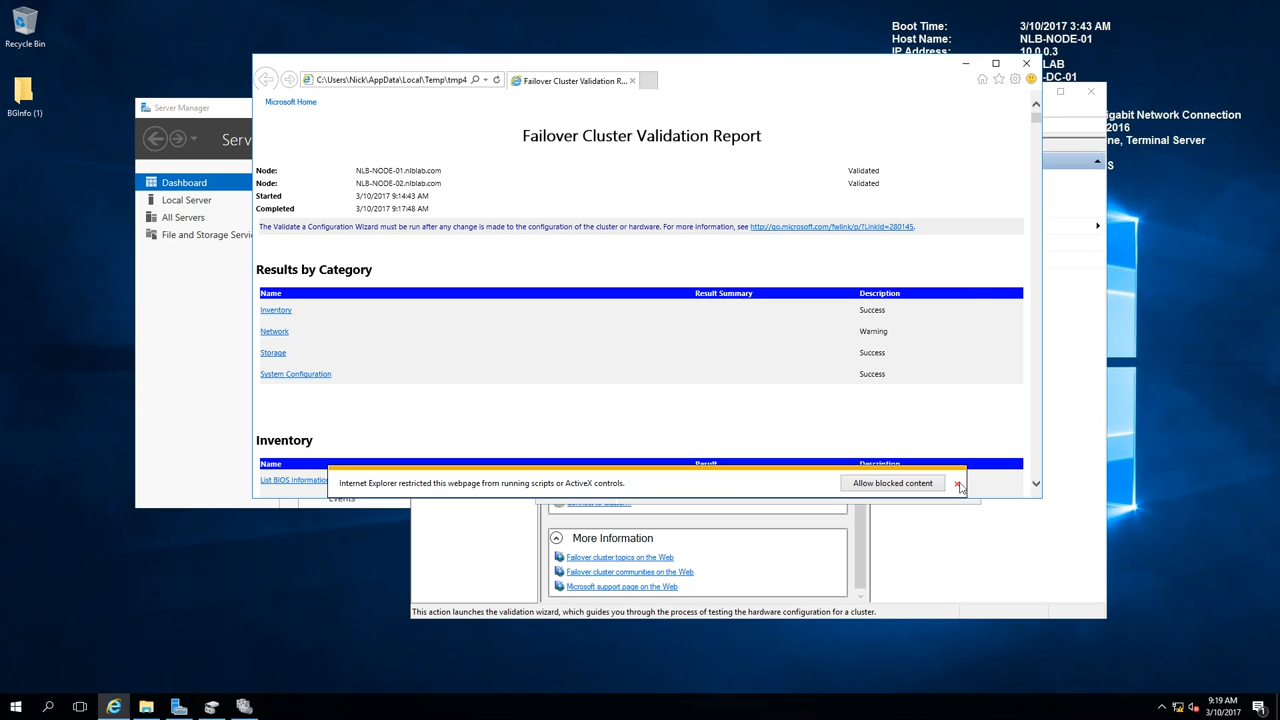 Recycle Bin
BGInfo (1)
Boot Time: 3/10/2017 3:43 AM
Host Name: NLB-NODE-01
IP Address: 10.0.0.3
LAB
-DC-01
igabit Network Connection
2016
ne, Terminal Server
S
Server Manager
Serv
Dashboard
Local Server
All Servers
File and Storage Servic
Events
C:\Users\Nick\AppData\Local\Temp\tmp4
Failover Cluster Validation R...
Microsoft Home
Failover Cluster Validation Report
Node: NLB-NODE-01.nlblab.com Validated
Node: NLB-NODE-02.nlblab.com Validated
Started 3/10/2017 9:14:43 AM
Completed 3/10/2017 9:17:48 AM
The Validate a Configuration Wizard must be run after any change is made to the configuration of the cluster or hardware. For more information, see http://go.microsoft.com/fwlink/p/?LinkId=280145.
Results by Category
Name Result Summary Description
Inventory Success
Network Warning
Storage Success
System Configuration Success
Inventory
Name Result Description
List BIOS Information
Internet Explorer restricted this webpage from running scripts or ActiveX controls.
Allow blocked content
More Information
Failover cluster topics on the Web
Failover cluster communities on the Web
Microsoft support page on the Web
This action launches the validation wizard, which guides you through the process of testing the hardware configuration for a cluster.
9:19 AM
3/10/2017
1